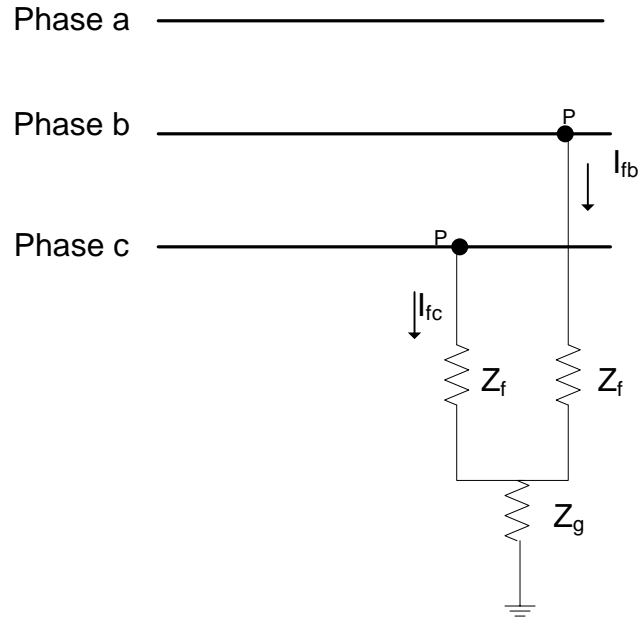 Phase a
Phase b
P
I_fb
Phase c
P
I_fc
Z_f
Z_f
Z_g